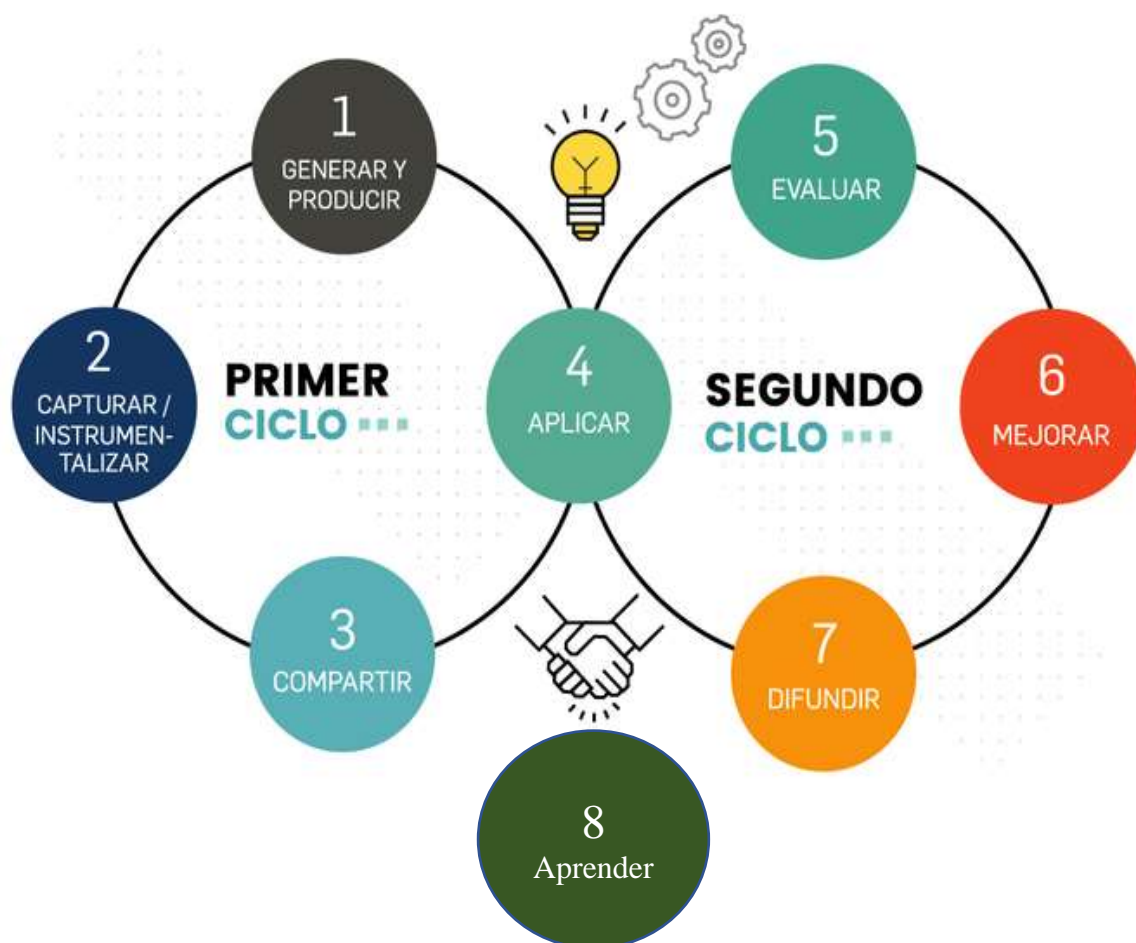 1
GENERAR Y
PRODUCIR
2
CAPTURAR /
INSTRUMEN-
TALIZAR
PRIMER
CICLO
3
COMPARTIR
4
APLICAR
5
EVALUAR
SEGUNDO
CICLO
6
MEJORAR
7
DIFUNDIR
8
Aprender